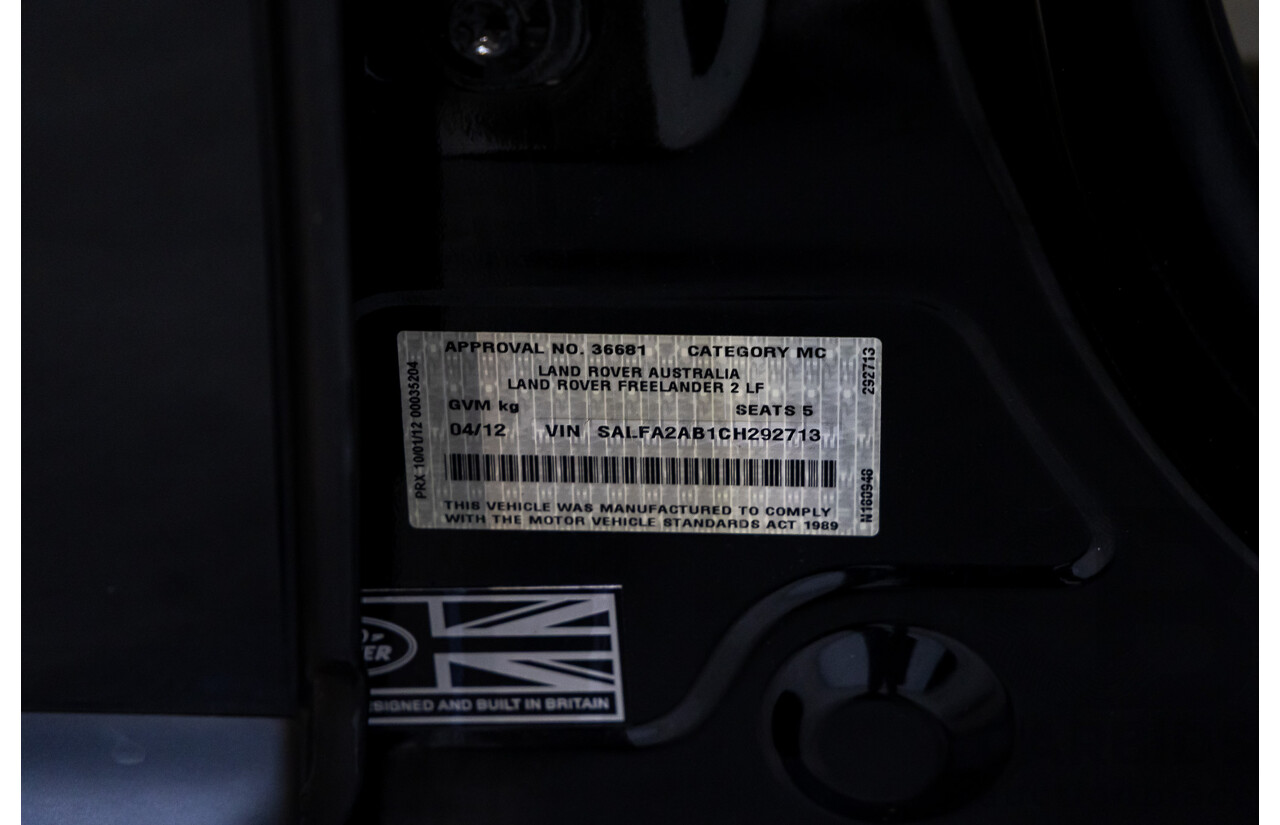 APPROVAL NO. 36681 CATEGORY MC
LAND ROVER AUSTRALIA
LAND ROVER FREELANDER 2 LF
GVM kg SEATS 5
04/12 VIN SALFA2AB1CH292713
THIS VEHICLE WAS MANUFACTURED TO COMPLY
WITH THE MOTOR VEHICLE STANDARDS ACT 1989
PRX 10/01/12 00035204
292713
N180946
SIGNED AND BUILT IN BRITAIN